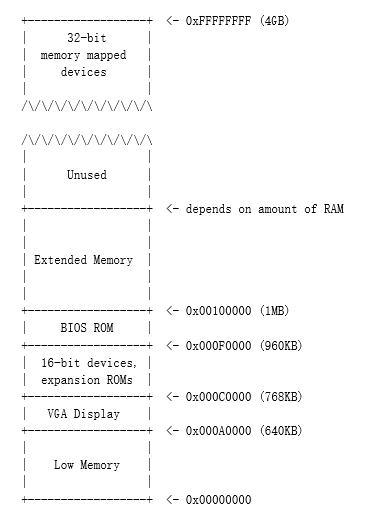 +------------------+  <- 0xFFFFFFFF (4GB)
|      32-bit      |
|  memory mapped   |
|     devices      |
|                  |
/\/\/\/\/\/\/\/\/\/\
/\/\/\/\/\/\/\/\/\/\
|                  |
|      Unused      |
|                  |
+------------------+  <- depends on amount of RAM
|                  |
|                  |
| Extended Memory  |
|                  |
|                  |
+------------------+  <- 0x00100000 (1MB)
|     BIOS ROM     |
+------------------+  <- 0x000F0000 (960KB)
|  16-bit devices, |
|  expansion ROMs  |
+------------------+  <- 0x000C0000 (768KB)
|   VGA Display    |
+------------------+  <- 0x000A0000 (640KB)
|                  |
|    Low Memory    |
|                  |
+------------------+  <- 0x00000000